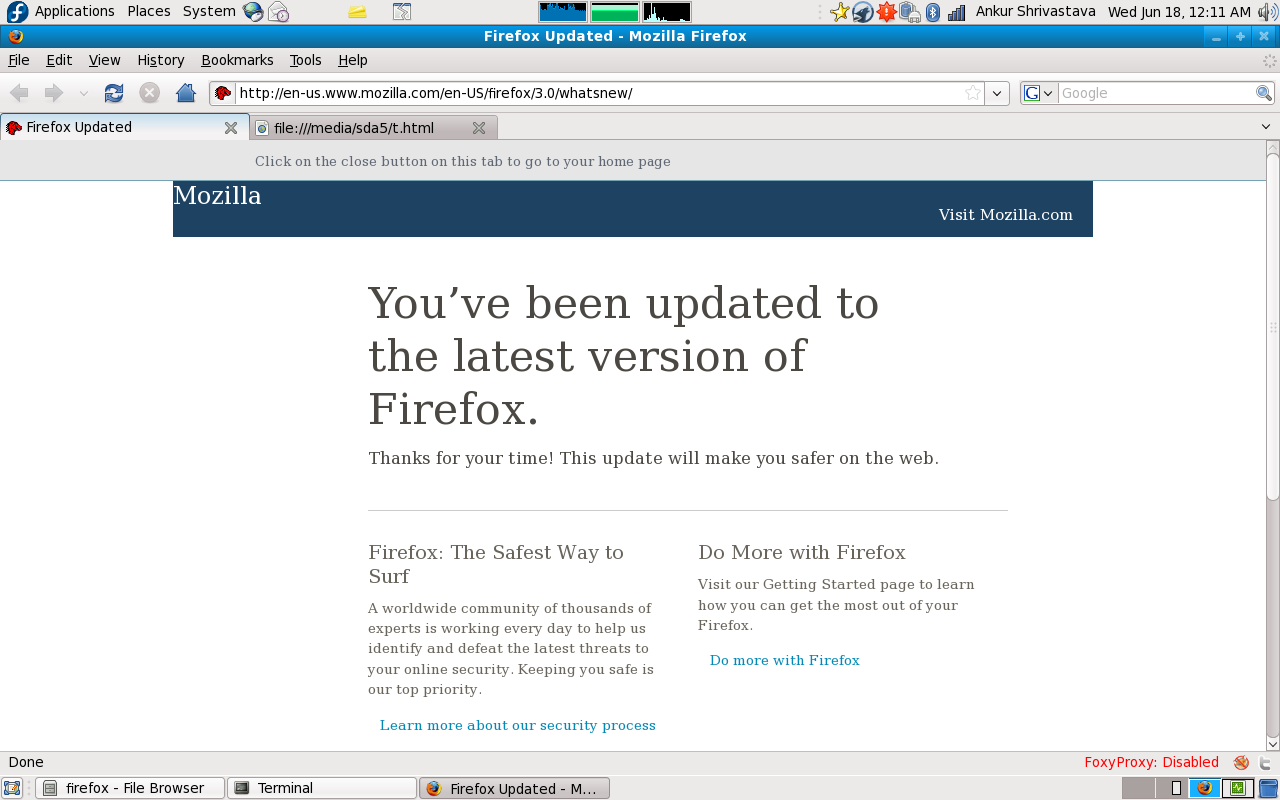 Applications Places System Ankur Shrivastava Wed Jun 18, 12:11 AM
Firefox Updated - Mozilla Firefox
File Edit View History Bookmarks Tools Help
http://en-us.www.mozilla.com/en-US/firefox/3.0/whatsnew/ G Google
Firefox Updated file:///media/sda5/t.html
Click on the close button on this tab to go to your home page
Mozilla
Visit Mozilla.com
You’ve been updated to
the latest version of
Firefox.
Thanks for your time! This update will make you safer on the web.
Firefox: The Safest Way to
Surf
A worldwide community of thousands of
experts is working every day to help us
identify and defeat the latest threats to
your online security. Keeping you safe is
our top priority.
Learn more about our security process
Do More with Firefox
Visit our Getting Started page to learn
how you can get the most out of your
Firefox.
Do more with Firefox
Done FoxyProxy: Disabled
firefox - File Browser Terminal Firefox Updated - M...